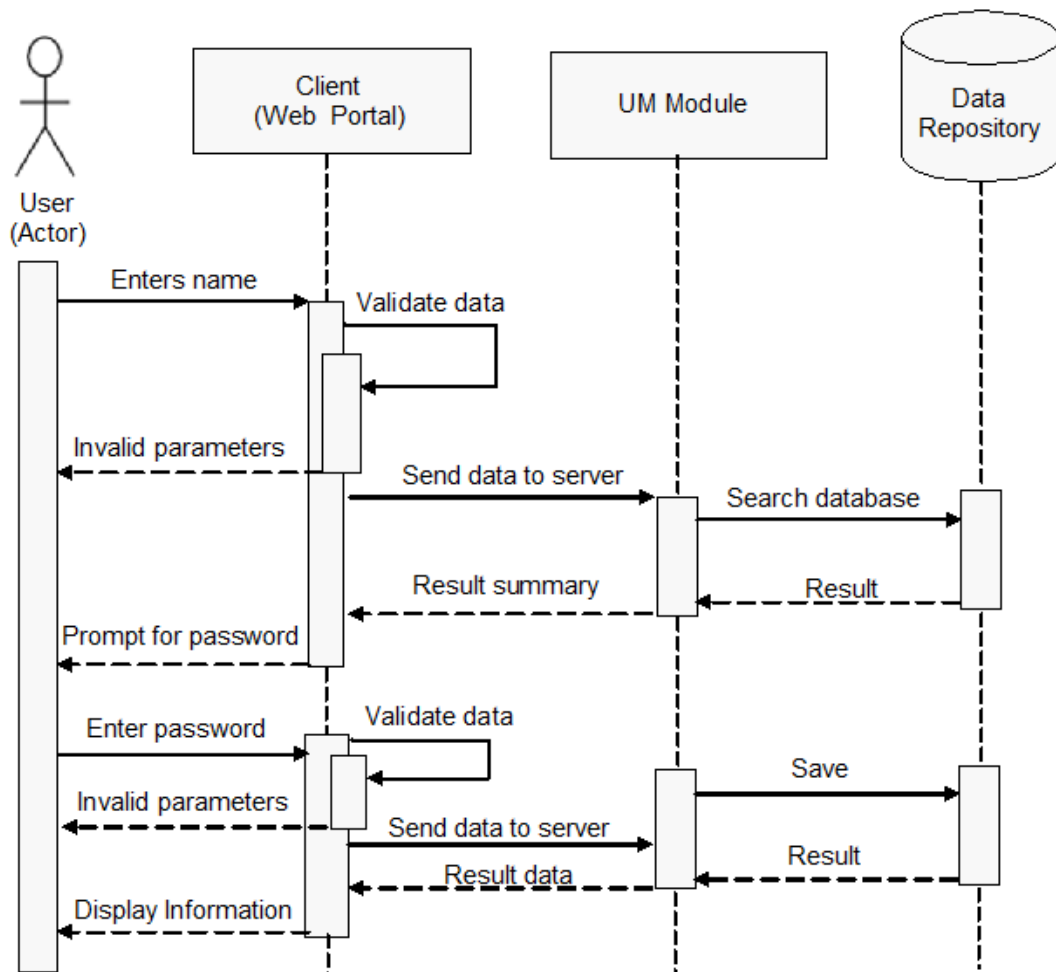 Client
(Web Portal)
UM Module
Data
Repository
User
(Actor)
Enters name
Validate data
Invalid parameters
Send data to server
Search database
Result summary
Result
Prompt for password
Enter password
Validate data
Save
Invalid parameters
Send data to server
Result
Result data
Display Information